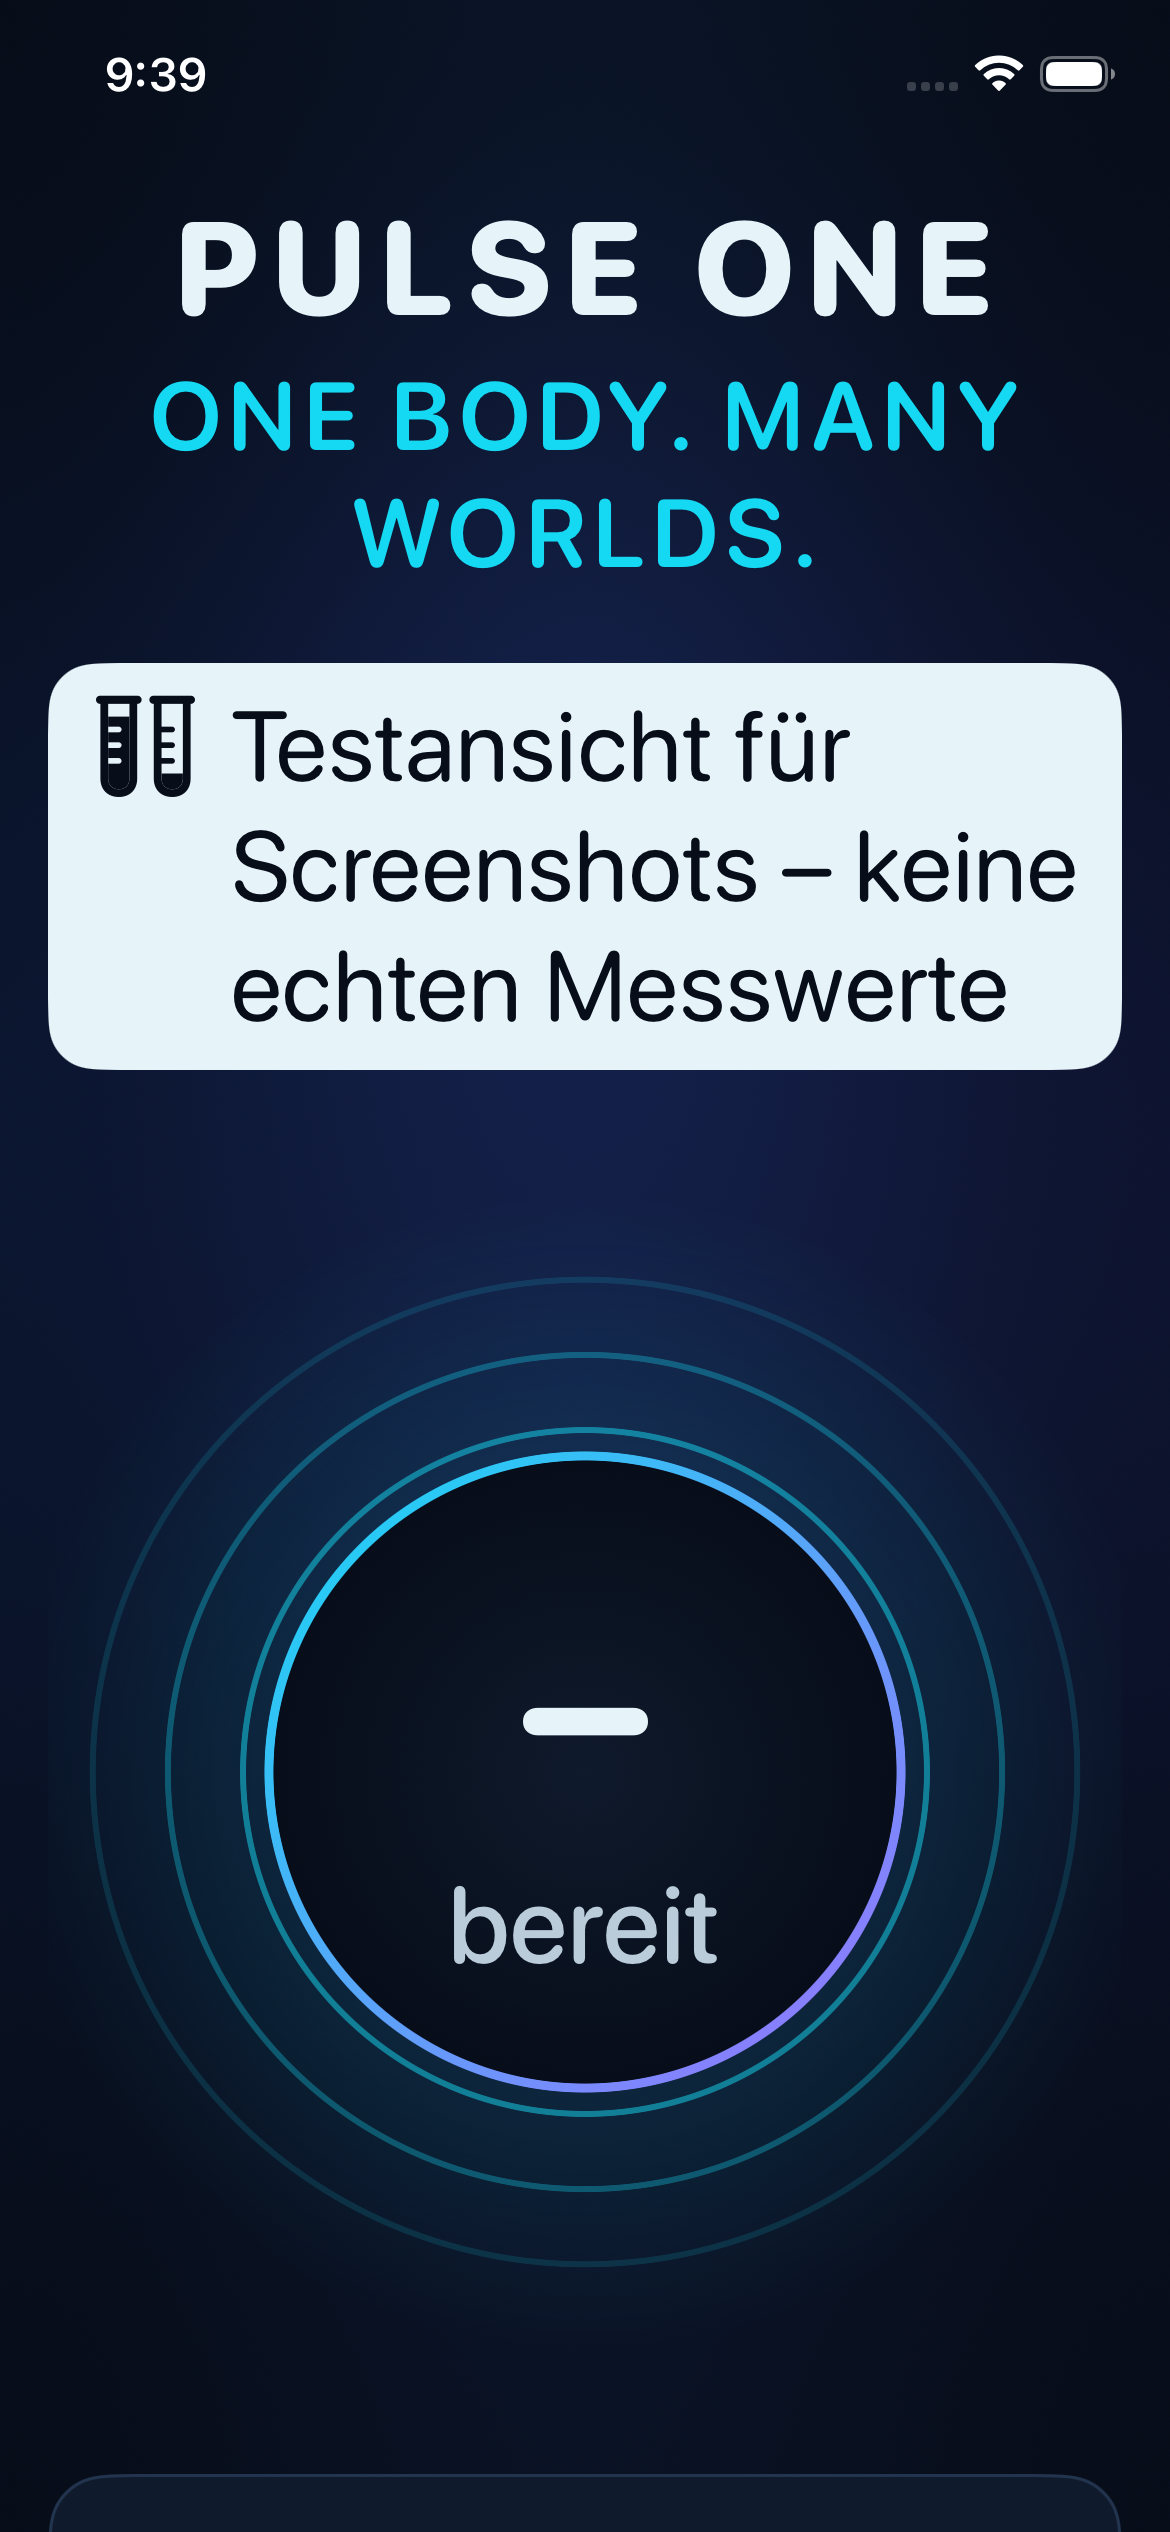 9:39
PULSE ONE
ONE BODY. MANY
WORLDS.
Testansicht für
Screenshots – keine
echten Messwerte
–
bereit